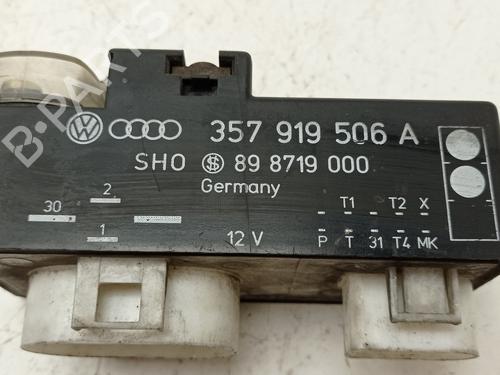 B-PARTS
357 919 506 A
SHO 89 8719 000
Germany
30
2
1
12 V
T1 T2 X
P T 31 T4 MK